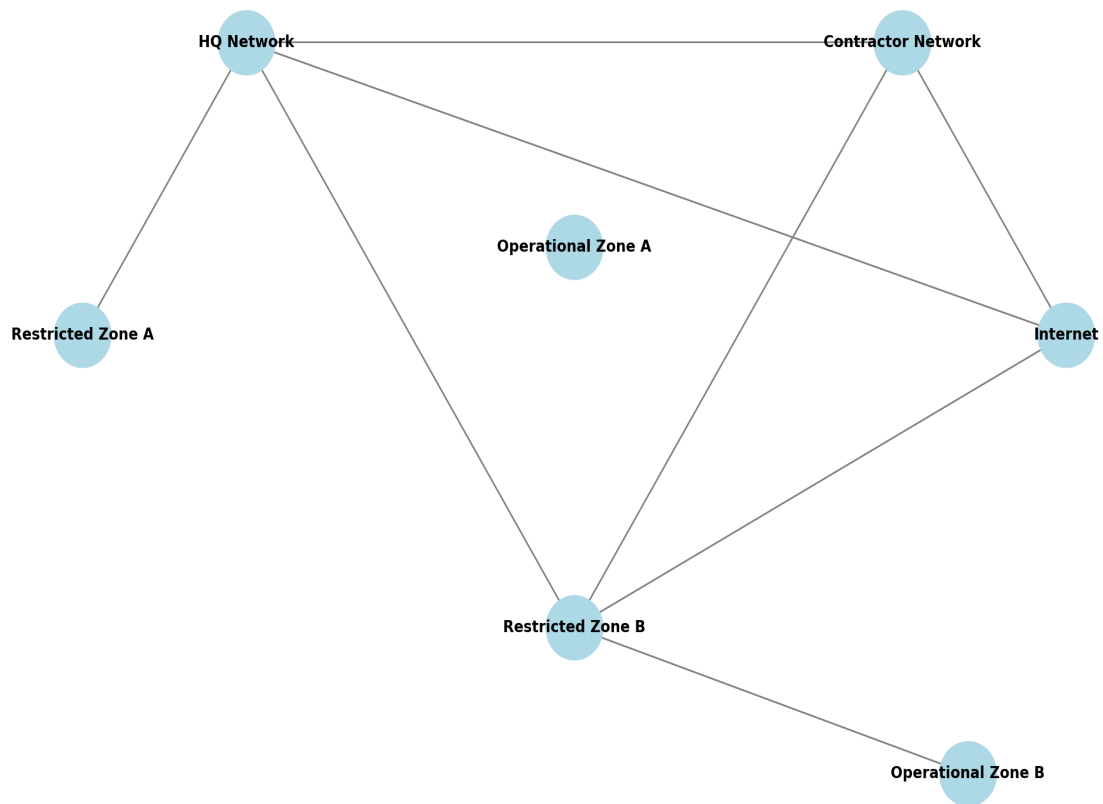 HQ Network
Contractor Network
Operational Zone A
Restricted Zone A
Internet
Restricted Zone B
Operational Zone B